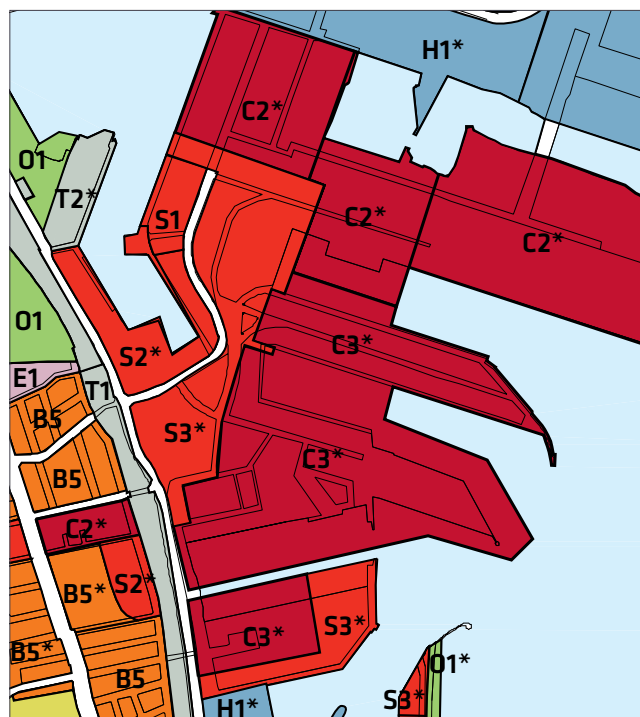 H1*
C2*
O1
T2*
S1
C2*
C2*
O1
S2*
C3*
E1
T1
B5
S3*
C3*
B5
C2*
S2*
B5*
C3*
S3*
B5*
B5
O1*
S3*
H1*